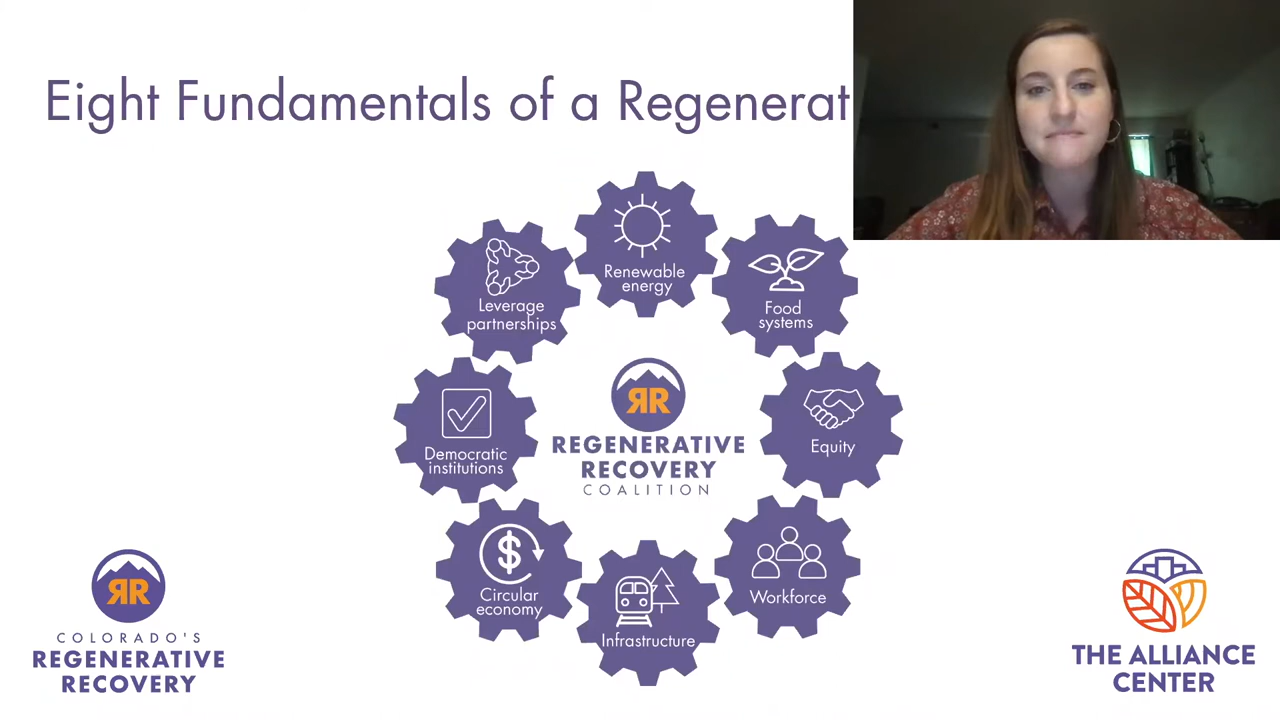 Eight Fundamentals of a Regenerat
Renewable
energy
Food
systems
Equity
Workforce
Infrastructure
Circular
economy
Democratic
institutions
Leverage
partnerships
RR
REGENERATIVE
RECOVERY
COALITION
RR
COLORADO'S
REGENERATIVE
RECOVERY
THE ALLIANCE
CENTER